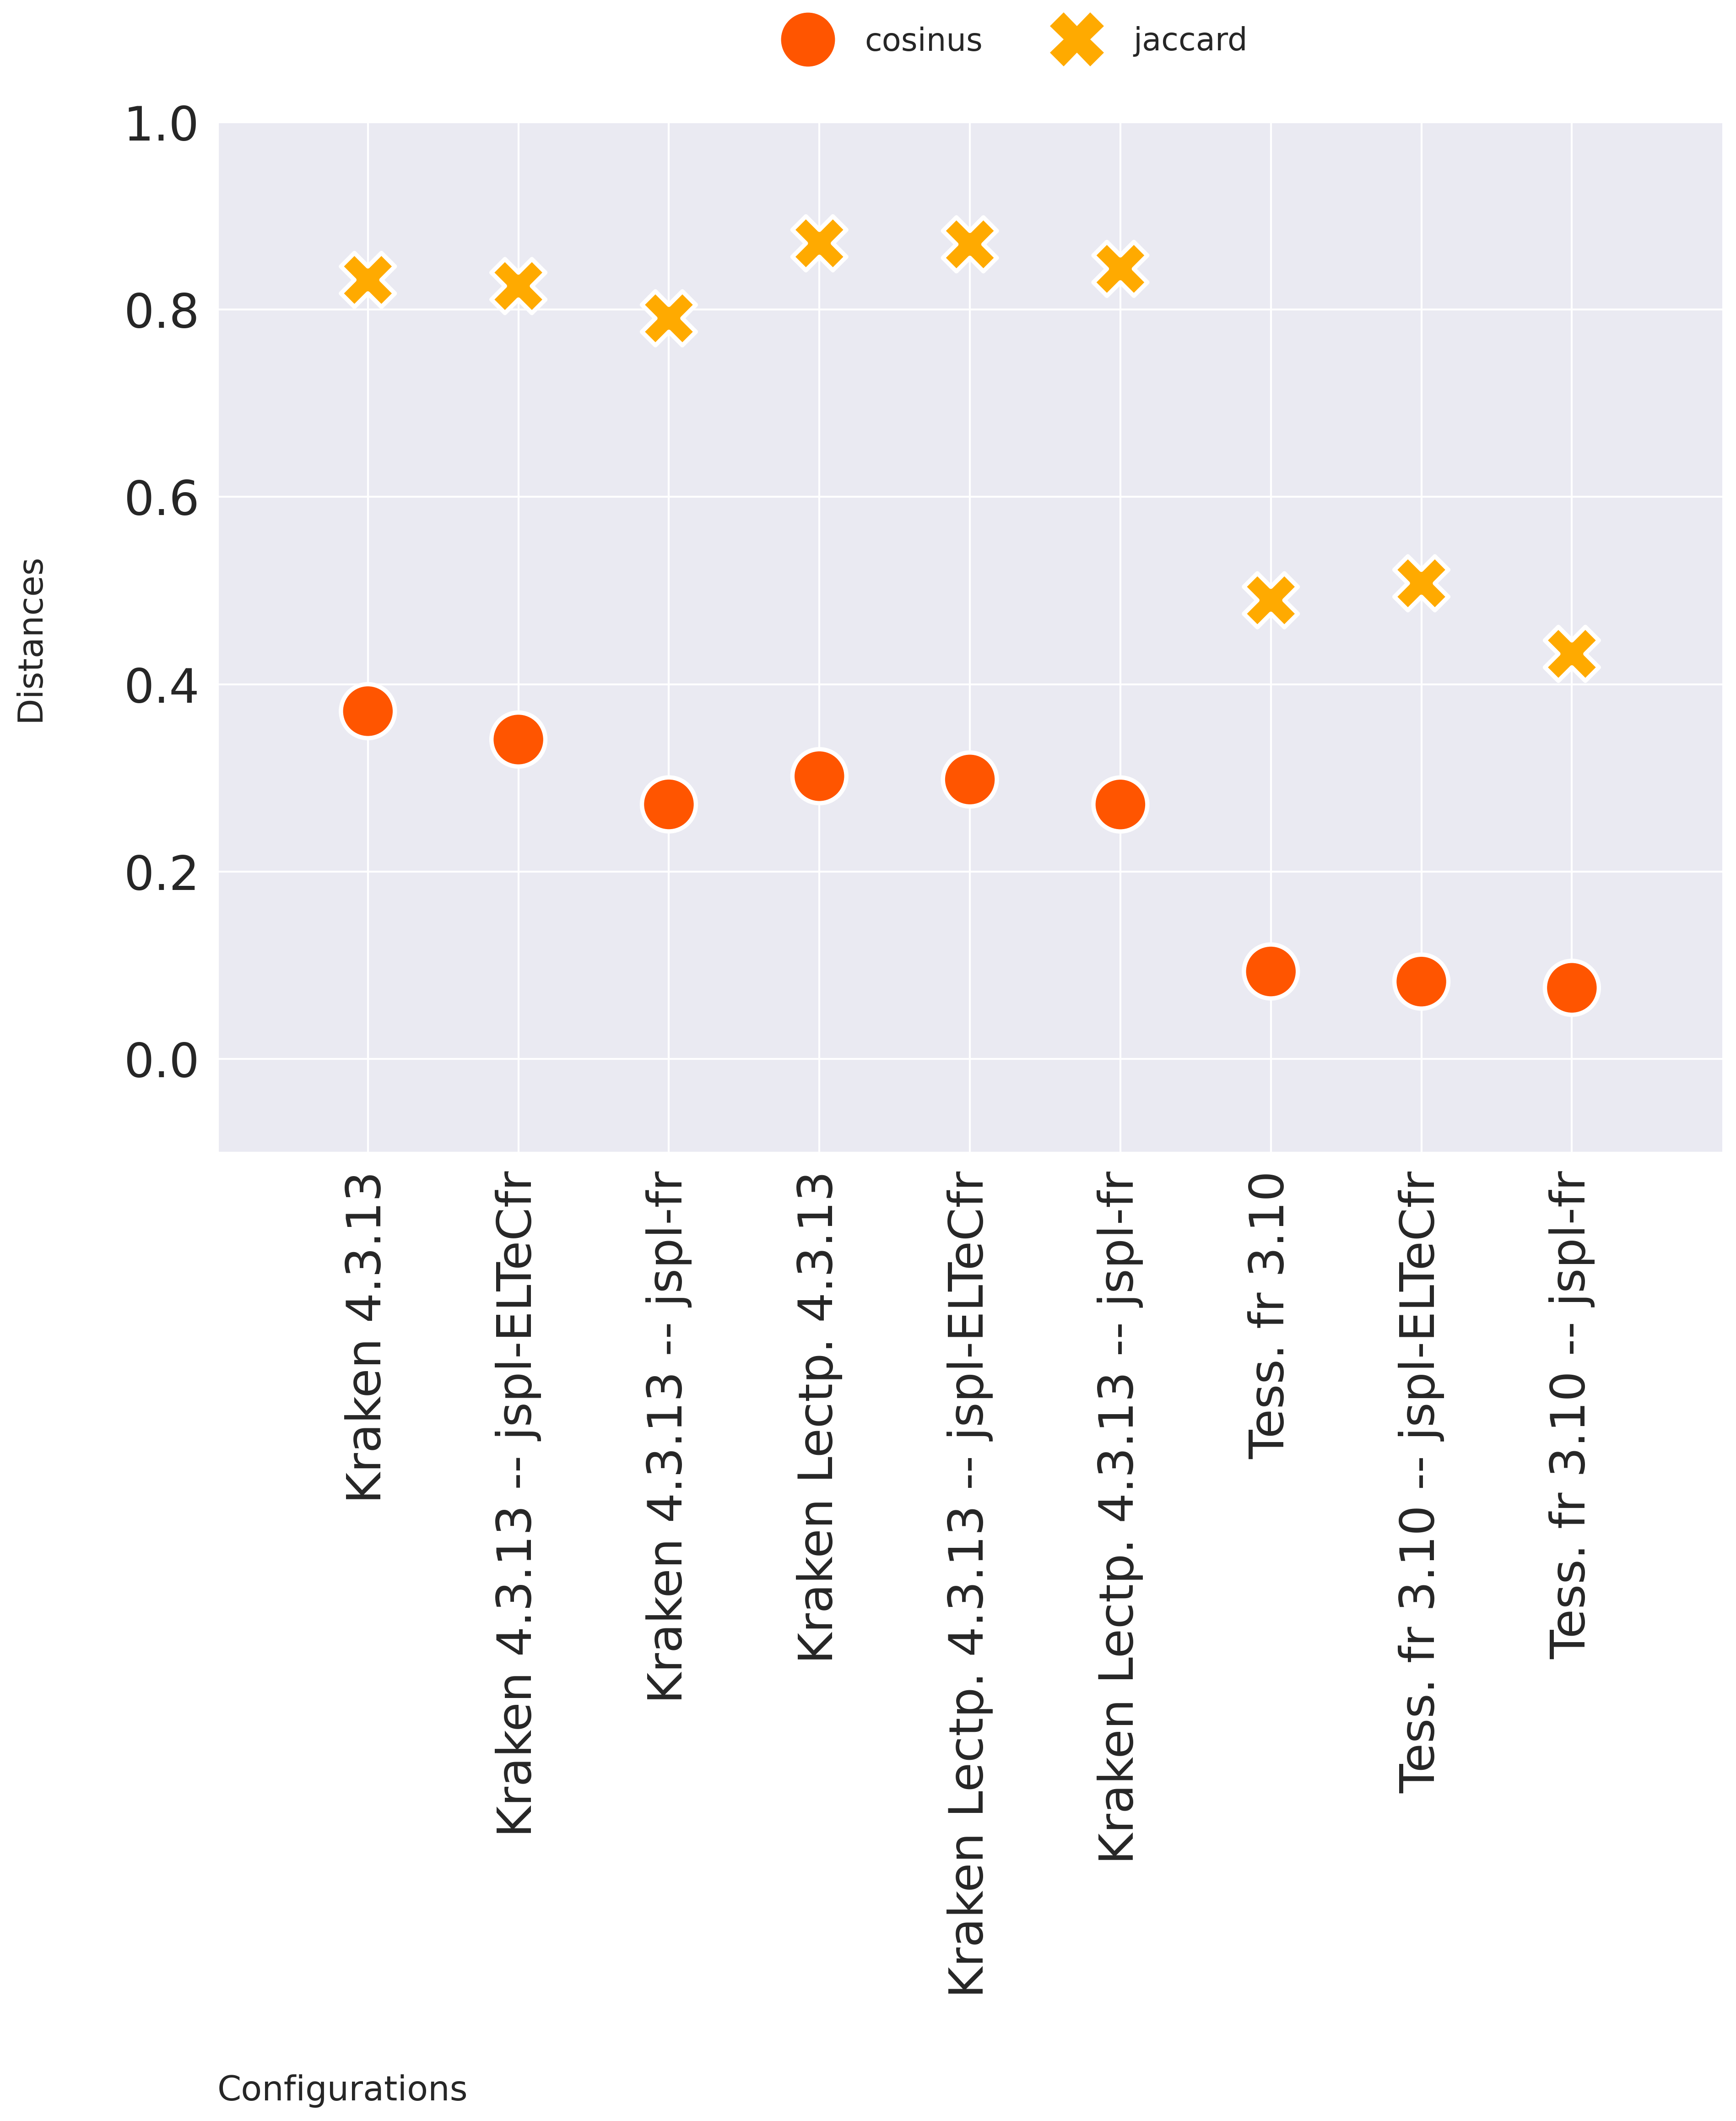 cosinus jaccard
1.0
0.8
0.6
0.4
0.2
0.0
Distances
Kraken 4.3.13
Kraken 4.3.13 -- jspl-ELTeCfr
Kraken 4.3.13 -- jspl-fr
Kraken Lectp. 4.3.13
Kraken Lectp. 4.3.13 -- jspl-ELTeCfr
Kraken Lectp. 4.3.13 -- jspl-fr
Tess. fr 3.10
Tess. fr 3.10 -- jspl-ELTeCfr
Tess. fr 3.10 -- jspl-fr
Configurations